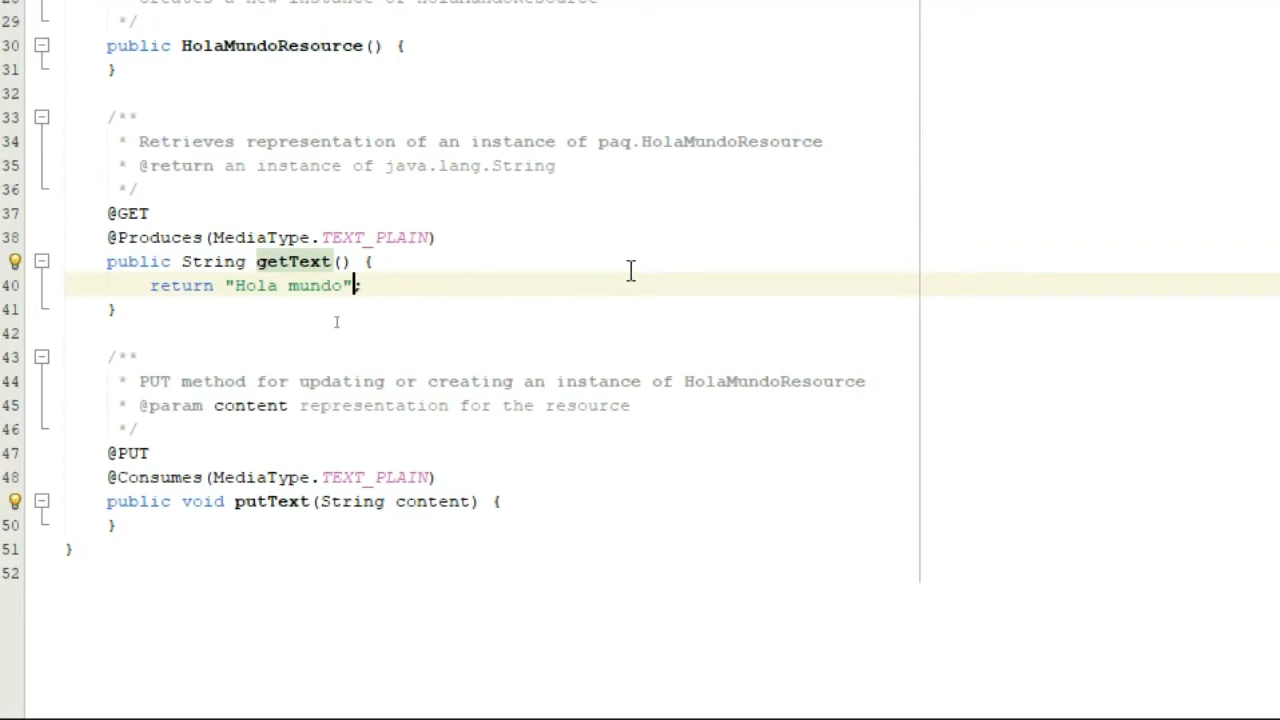 29 */
30 public HolaMundoResource() {
31 }
32
33 /**
34 * Retrieves representation of an instance of paq.HolaMundoResource
35 * @return an instance of java.lang.String
36 */
37 @GET
38 @Produces(MediaType.TEXT_PLAIN)
public String getText() {
40 return "Hola mundo";
41 }
42
43 /**
44 * PUT method for updating or creating an instance of HolaMundoResource
45 * @param content representation for the resource
46 */
47 @PUT
48 @Consumes(MediaType.TEXT_PLAIN)
public void putText(String content) {
50 }
51 }
52